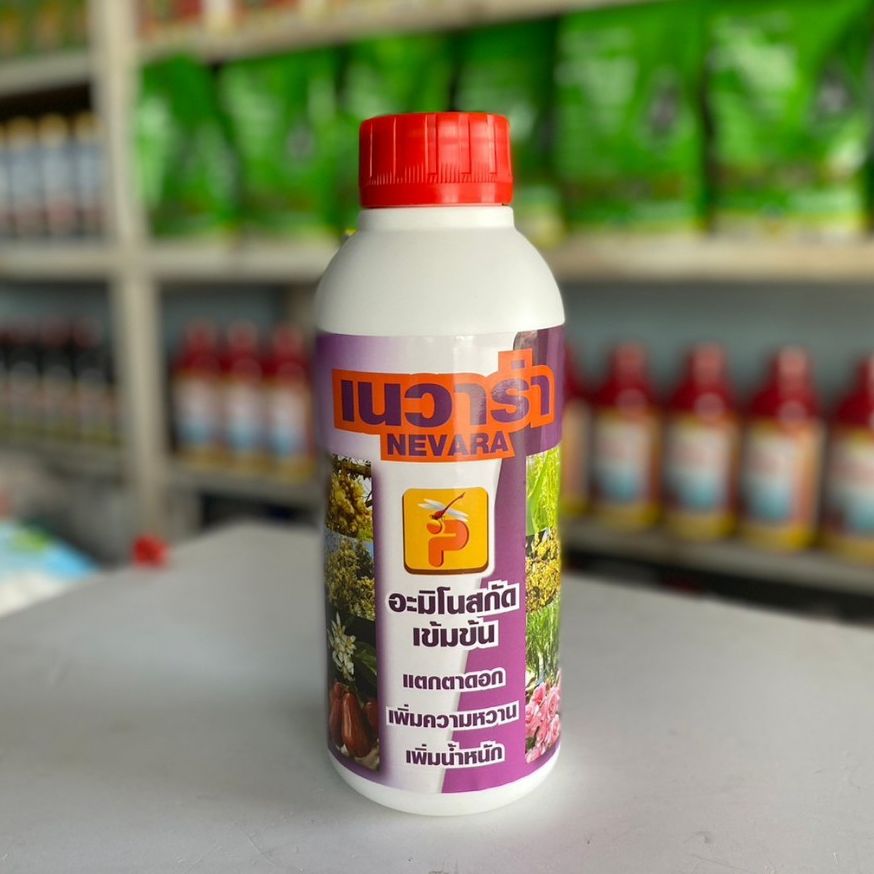 เนวาร่า
NEVARA
อะมิโนสกัด
เข้มข้น
แตกตาดอก
เพิ่มความหวาน
เพิ่มน้ำหนัก